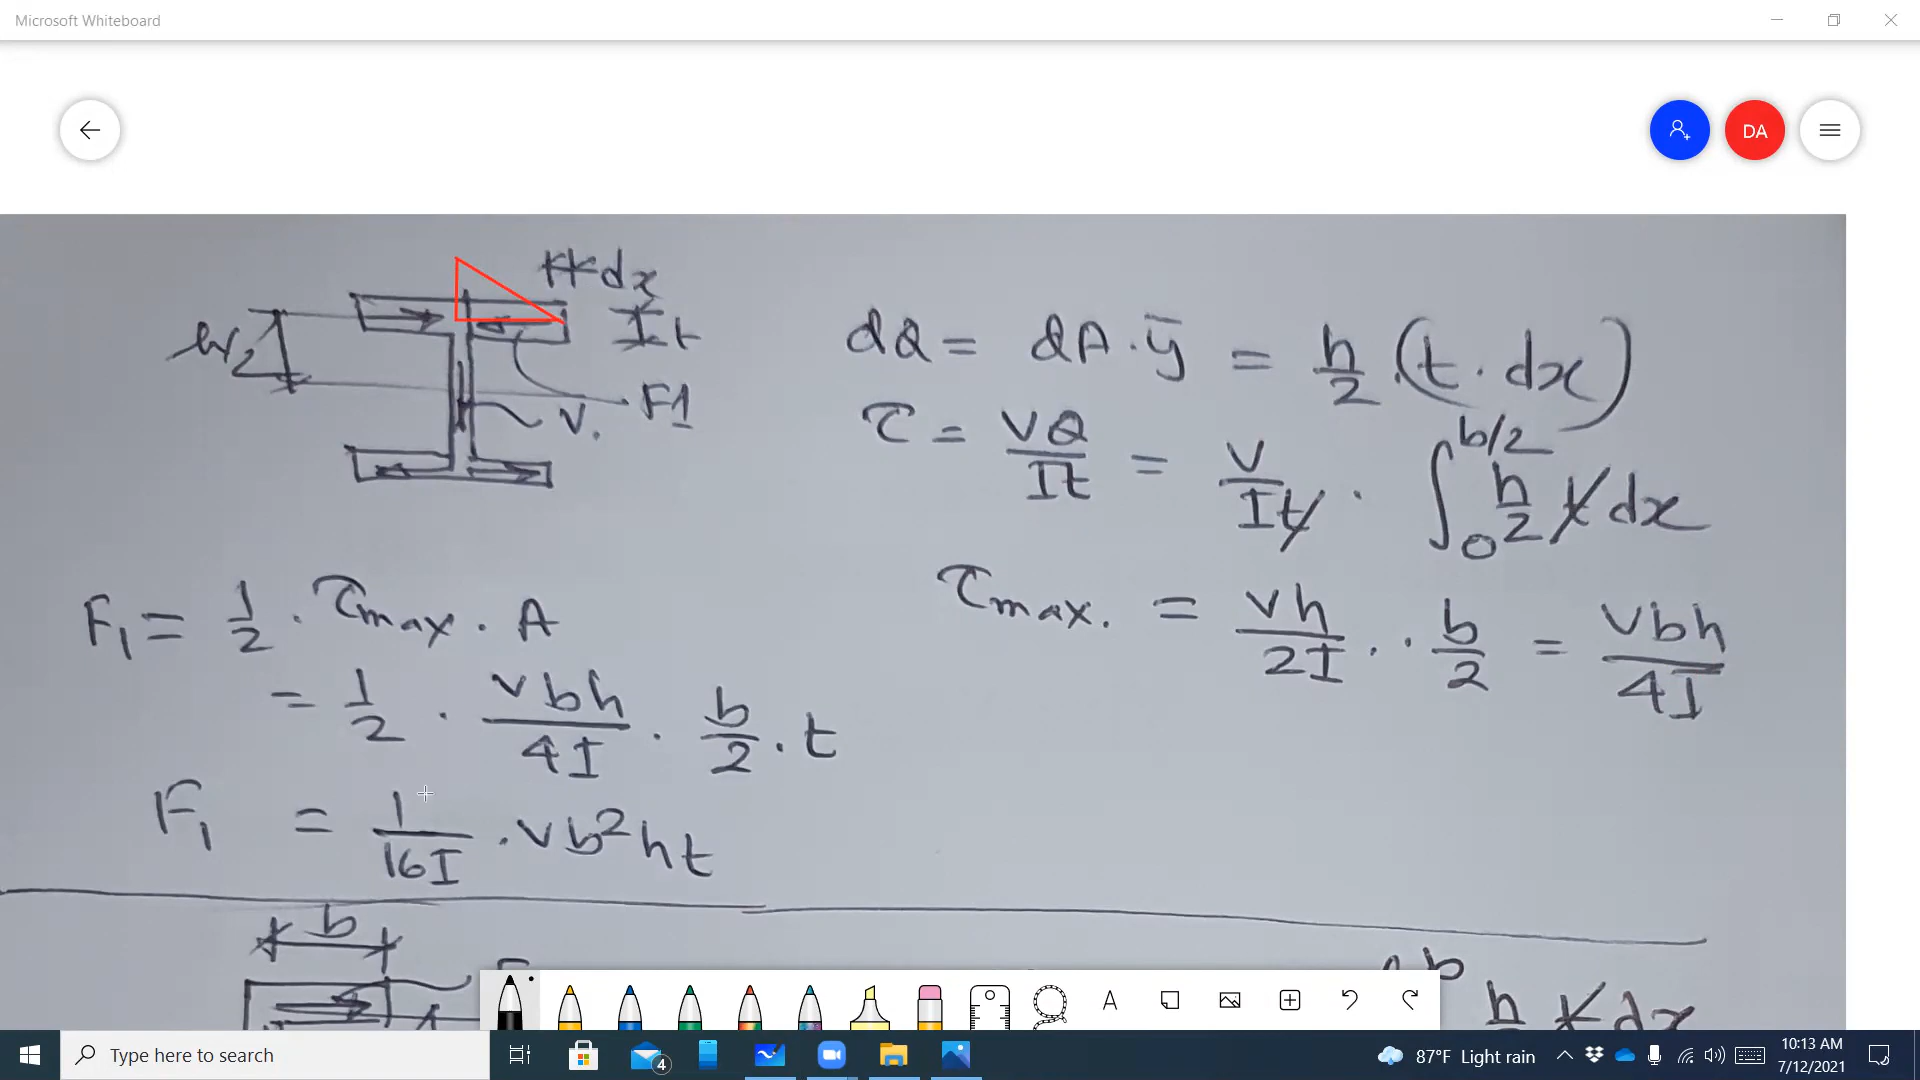 Microsoft Whiteboard
DA
dx
h/2
t
F1
V.
dQ = dA · ȳ = h/2 · (t · dx)
τ = VQ/It = V/It · ∫₀^b/2 h/2 t dx
τmax. = Vh/2I · · b/2 = Vbh/4I
F₁ = 1/2 · τmax · A
= 1/2 · Vbh/4I · b/2 · t
F₁ = 1/16I · Vb²ht
b
b
h
t dx
A
Type here to search
4
87°F Light rain
10:13 AM
7/12/2021